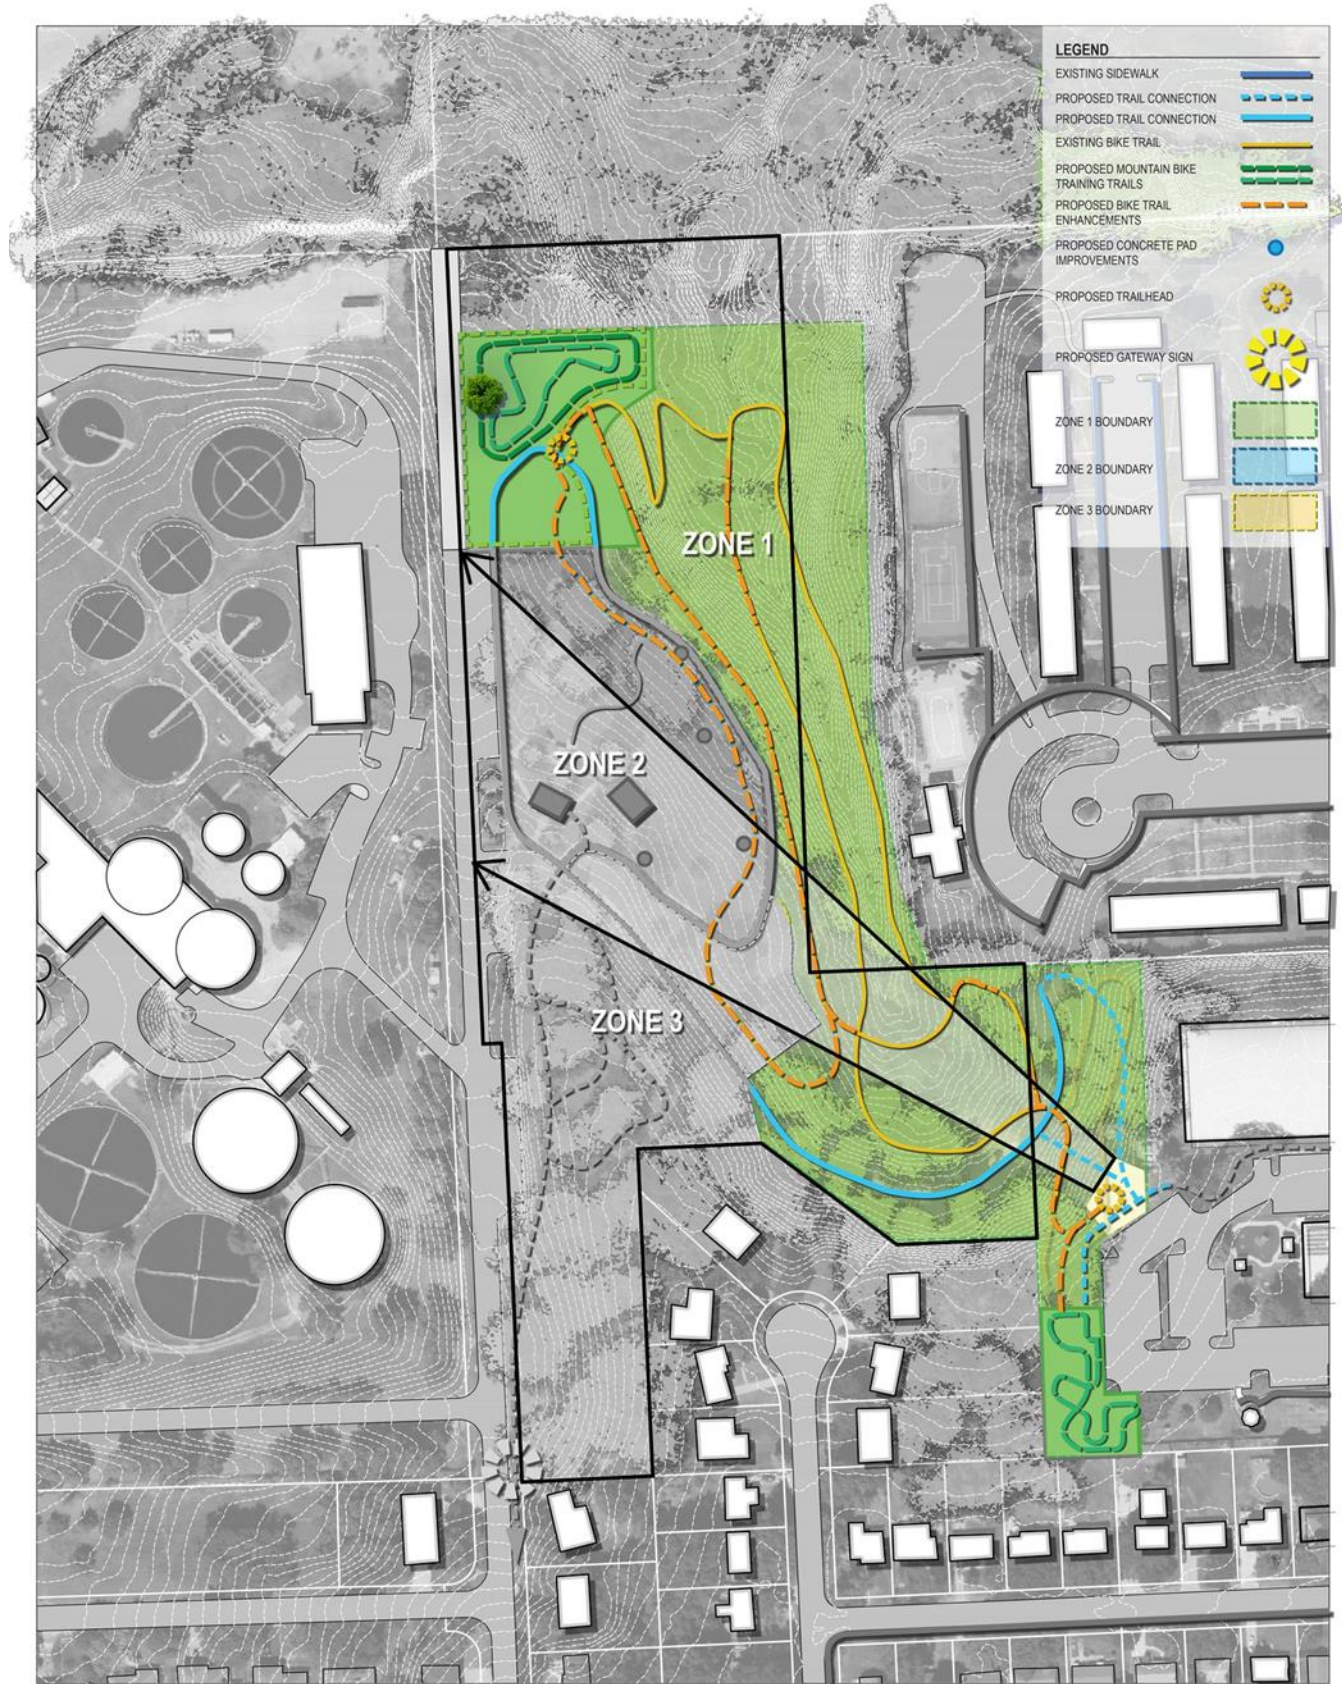 LEGEND
EXISTING SIDEWALK
PROPOSED TRAIL CONNECTION
PROPOSED TRAIL CONNECTION
EXISTING BIKE TRAIL
PROPOSED MOUNTAIN BIKE
TRAINING TRAILS
PROPOSED BIKE TRAIL
ENHANCEMENTS
PROPOSED CONCRETE PAD
IMPROVEMENTS
PROPOSED TRAILHEAD
PROPOSED GATEWAY SIGN
ZONE 1 BOUNDARY
ZONE 2 BOUNDARY
ZONE 3 BOUNDARY
ZONE 1
ZONE 2
ZONE 3